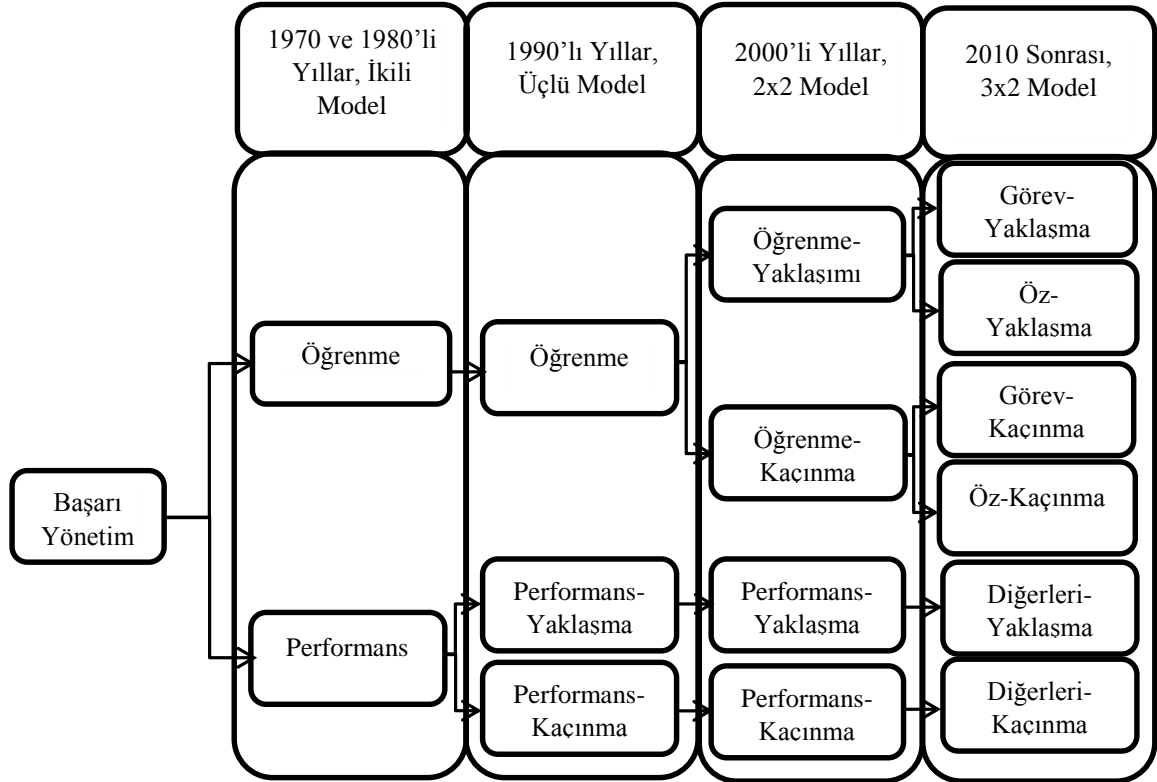 1970 ve 1980’li
Yıllar, İkili
Model
1990’lı Yıllar,
Üçlü Model
2000’li Yıllar,
2x2 Model
2010 Sonrası,
3x2 Model
Başarı
Yönetim
Öğrenme
Performans
Öğrenme
Performans-
Yaklaşma
Performans-
Kaçınma
Öğrenme-
Yaklaşımı
Öğrenme-
Kaçınma
Performans-
Yaklaşma
Performans-
Kaçınma
Görev-
Yaklaşma
Öz-
Yaklaşma
Görev-
Kaçınma
Öz-Kaçınma
Diğerleri-
Yaklaşma
Diğerleri-
Kaçınma